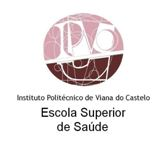 Instituto Politécnico de Viana do Castelo
Escola Superior
de Saúde